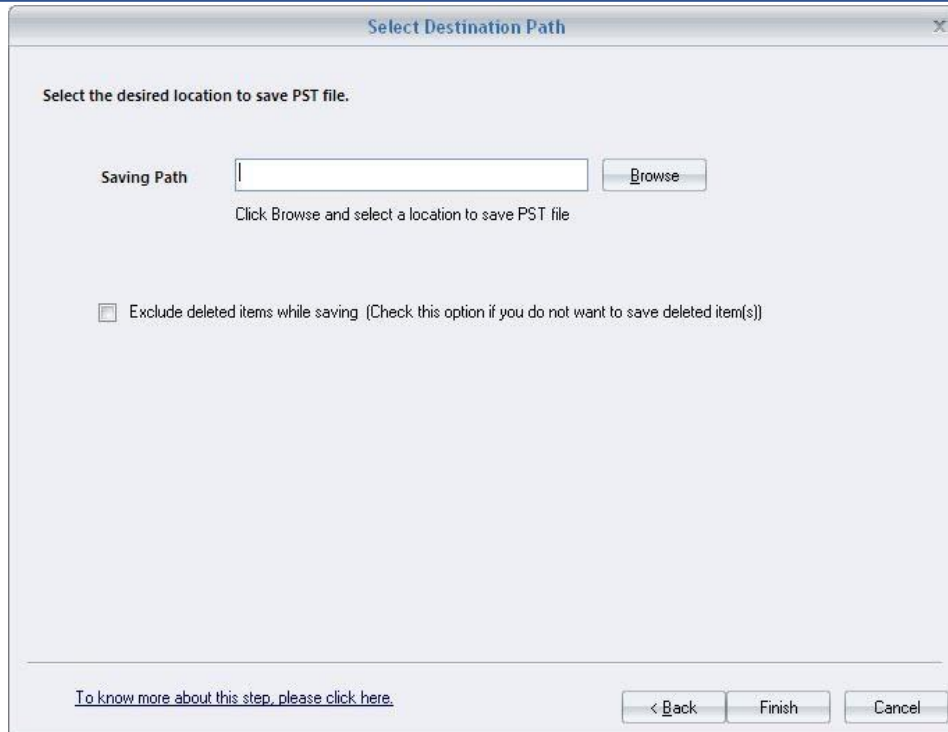 Select Destination Path
Select the desired location to save PST file.
Saving Path
Browse
Click Browse and select a location to save PST file
Exclude deleted items while saving (Check this option if you do not want to save deleted item(s))
To know more about this step, please click here.
< Back
Finish
Cancel